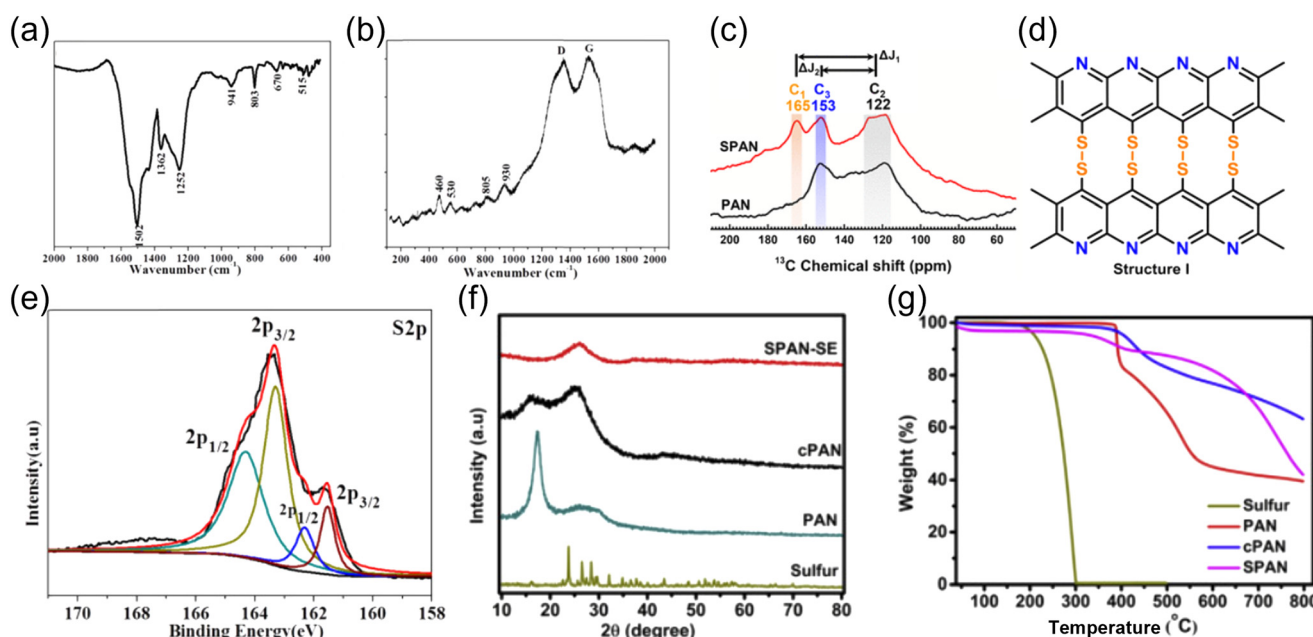 (a)
1502
1362
1252
941
803
670
515
2000 1800 1600 1400 1200 1000 800 600 400
Wavenumber (cm-1)
(b)
D
G
460
530
805
930
200 400 600 800 1000 1200 1400 1600 1800 2000
Wavenumber (cm-1)
(c)
ΔJ1
ΔJ2
C1 C3 C2
165 153 122
SPAN
PAN
200 180 160 140 120 100 80 60
13C Chemical shift (ppm)
(d)
N N N N N
S S S S
S S S S
N N N N N
Structure I
(e)
S2p
2p3/2
2p1/2
2p1/2
2p3/2
Intensity(a.u)
170 168 166 164 162 160 158
Binding Energy(eV)
(f)
SPAN-SE
cPAN
PAN
Sulfur
Intensity (a.u)
10 20 30 40 50 60 70 80
2θ (degree)
(g)
100
80
60
40
20
0
Weight (%)
Sulfur
PAN
cPAN
SPAN
100 200 300 400 500 600 700 800
Temperature (°C)